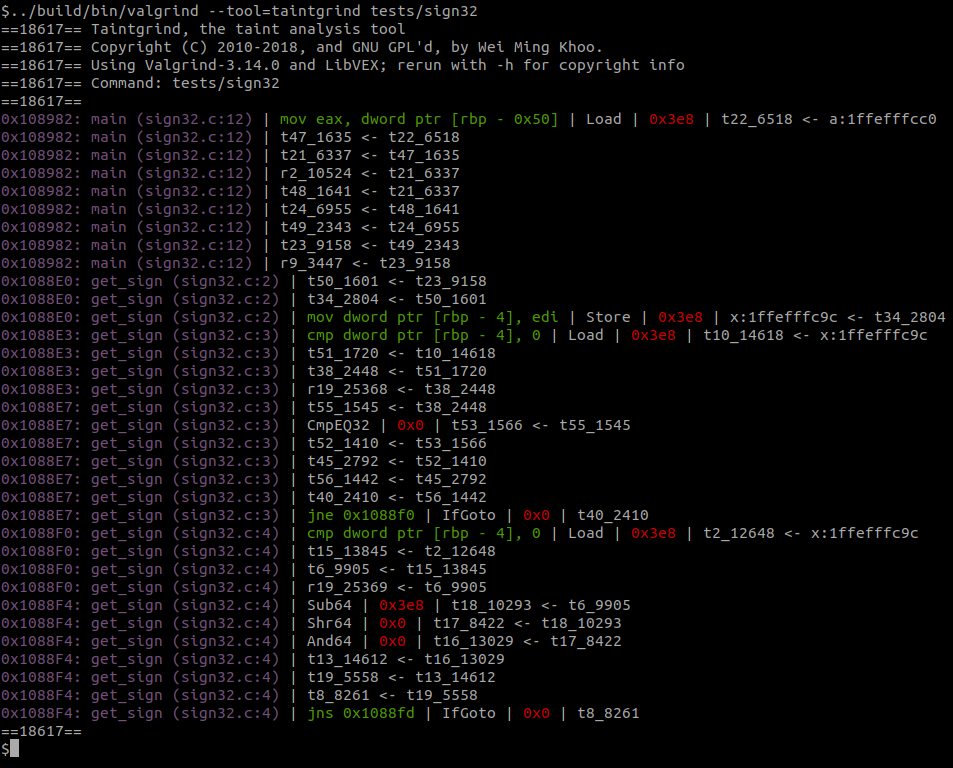 $../build/bin/valgrind --tool=taintgrind tests/sign32
==18617== Taintgrind, the taint analysis tool
==18617== Copyright (C) 2010-2018, and GNU GPL'd, by Wei Ming Khoo.
==18617== Using Valgrind-3.14.0 and LibVEX; rerun with -h for copyright info
==18617== Command: tests/sign32
==18617==
0x108982: main (sign32.c:12) | mov eax, dword ptr [rbp - 0x50] | Load | 0x3e8 | t22_6518 <- a:1ffefffcc0
0x108982: main (sign32.c:12) | t47_1635 <- t22_6518
0x108982: main (sign32.c:12) | t21_6337 <- t47_1635
0x108982: main (sign32.c:12) | r2_10524 <- t21_6337
0x108982: main (sign32.c:12) | t48_1641 <- t21_6337
0x108982: main (sign32.c:12) | t24_6955 <- t48_1641
0x108982: main (sign32.c:12) | t49_2343 <- t24_6955
0x108982: main (sign32.c:12) | t23_9158 <- t49_2343
0x108982: main (sign32.c:12) | r9_3447 <- t23_9158
0x1088E0: get_sign (sign32.c:2) | t50_1601 <- t23_9158
0x1088E0: get_sign (sign32.c:2) | t34_2804 <- t50_1601
0x1088E0: get_sign (sign32.c:2) | mov dword ptr [rbp - 4], edi | Store | 0x3e8 | x:1ffefffc9c <- t34_2804
0x1088E3: get_sign (sign32.c:3) | cmp dword ptr [rbp - 4], 0 | Load | 0x3e8 | t10_14618 <- x:1ffefffc9c
0x1088E3: get_sign (sign32.c:3) | t51_1720 <- t10_14618
0x1088E3: get_sign (sign32.c:3) | t38_2448 <- t51_1720
0x1088E3: get_sign (sign32.c:3) | r19_25368 <- t38_2448
0x1088E7: get_sign (sign32.c:3) | t55_1545 <- t38_2448
0x1088E7: get_sign (sign32.c:3) | CmpEQ32 | 0x0 | t53_1566 <- t55_1545
0x1088E7: get_sign (sign32.c:3) | t52_1410 <- t53_1566
0x1088E7: get_sign (sign32.c:3) | t45_2792 <- t52_1410
0x1088E7: get_sign (sign32.c:3) | t56_1442 <- t45_2792
0x1088E7: get_sign (sign32.c:3) | t40_2410 <- t56_1442
0x1088E7: get_sign (sign32.c:3) | jne 0x1088f0 | IfGoto | 0x0 | t40_2410
0x1088F0: get_sign (sign32.c:4) | cmp dword ptr [rbp - 4], 0 | Load | 0x3e8 | t2_12648 <- x:1ffefffc9c
0x1088F0: get_sign (sign32.c:4) | t15_13845 <- t2_12648
0x1088F0: get_sign (sign32.c:4) | t6_9905 <- t15_13845
0x1088F0: get_sign (sign32.c:4) | r19_25369 <- t6_9905
0x1088F4: get_sign (sign32.c:4) | Sub64 | 0x3e8 | t18_10293 <- t6_9905
0x1088F4: get_sign (sign32.c:4) | Shr64 | 0x0 | t17_8422 <- t18_10293
0x1088F4: get_sign (sign32.c:4) | And64 | 0x0 | t16_13029 <- t17_8422
0x1088F4: get_sign (sign32.c:4) | t13_14612 <- t16_13029
0x1088F4: get_sign (sign32.c:4) | t19_5558 <- t13_14612
0x1088F4: get_sign (sign32.c:4) | t8_8261 <- t19_5558
0x1088F4: get_sign (sign32.c:4) | jns 0x1088fd | IfGoto | 0x0 | t8_8261
==18617==
$